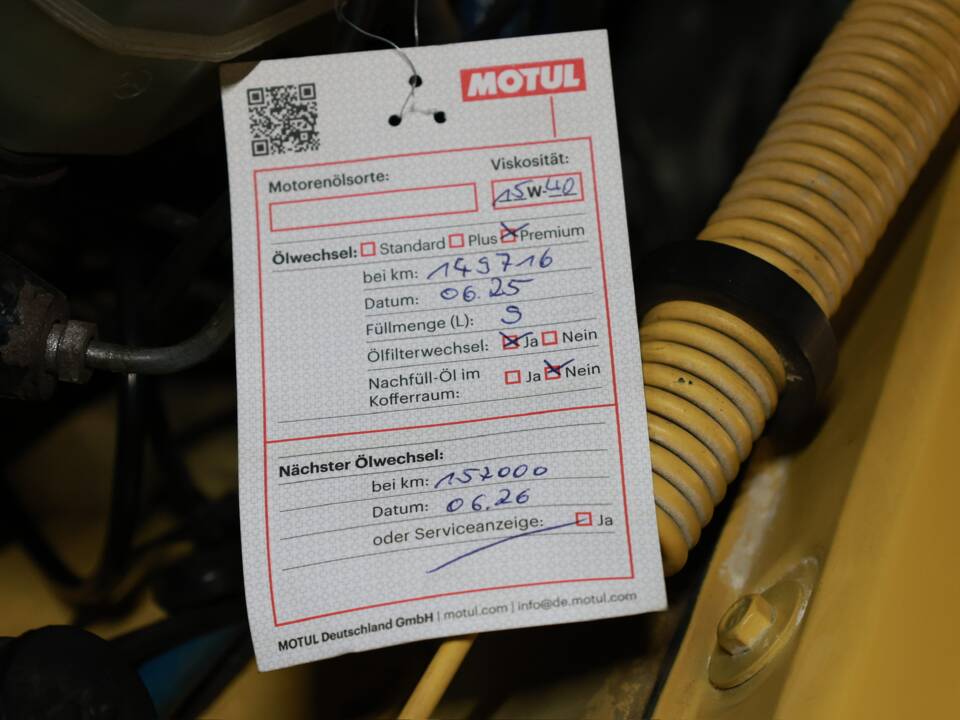 MOTUL
Motorenölsorte:
Viskosität:
15W-40
Ölwechsel: Standard Plus Premium
bei km: 149716
Datum: 06.25
Füllmenge (L): 9
Ölfilterwechsel: Ja Nein
Nachfüll-Öl im Ja Nein
Kofferraum:
Nächster Ölwechsel:
bei km: 157000
Datum: 06.26
oder Serviceanzeige: Ja
MOTUL Deutschland GmbH | motul.com | info@de.motul.com